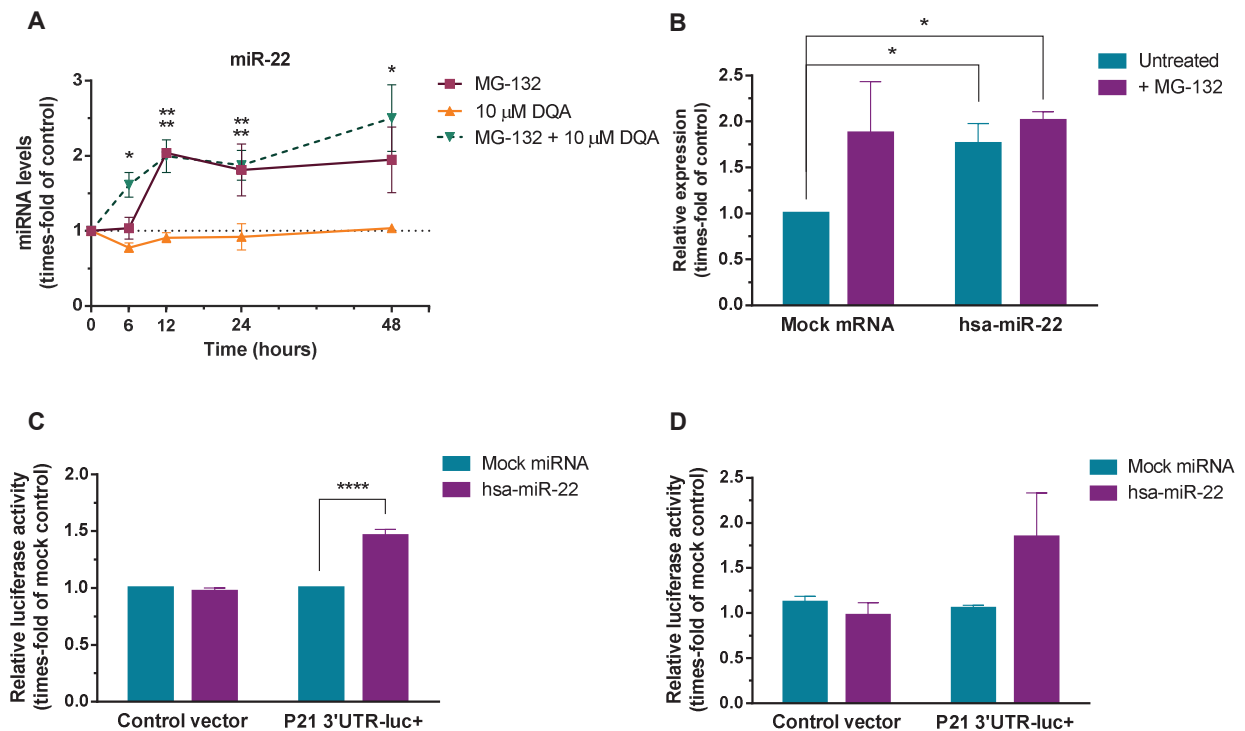 A
miR-22
miRNA levels
(times-fold of control)
3
2
1
0
*
**
**
**
**
*
0
6
12
24
48
Time (hours)
MG-132
10 μM DQA
MG-132 + 10 μM DQA
B
*
*
Relative expression
(times-fold of control)
2.5
2.0
1.5
1.0
0.5
0.0
Mock mRNA
hsa-miR-22
Untreated
+ MG-132
C
Relative luciferase activity
(times-fold of mock control)
2.0
1.5
1.0
0.5
0.0
****
Control vector
P21 3'UTR-luc+
Mock miRNA
hsa-miR-22
D
Relative luciferase activity
(times-fold of mock control)
2.5
2.0
1.5
1.0
0.5
0.0
Control vector
P21 3'UTR-luc+
Mock miRNA
hsa-miR-22